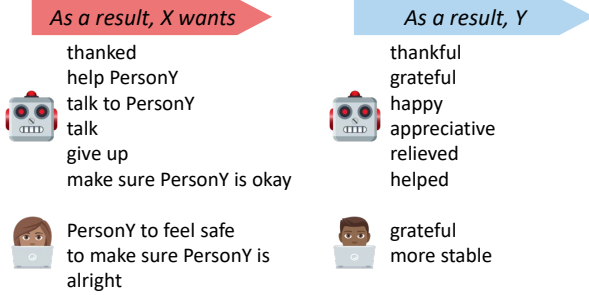 As a result, X wants
thanked
help PersonY
talk to PersonY
talk
give up
make sure PersonY is okay
PersonY to feel safe
to make sure PersonY is
alright
As a result, Y
thankful
grateful
happy
appreciative
relieved
helped
grateful
more stable